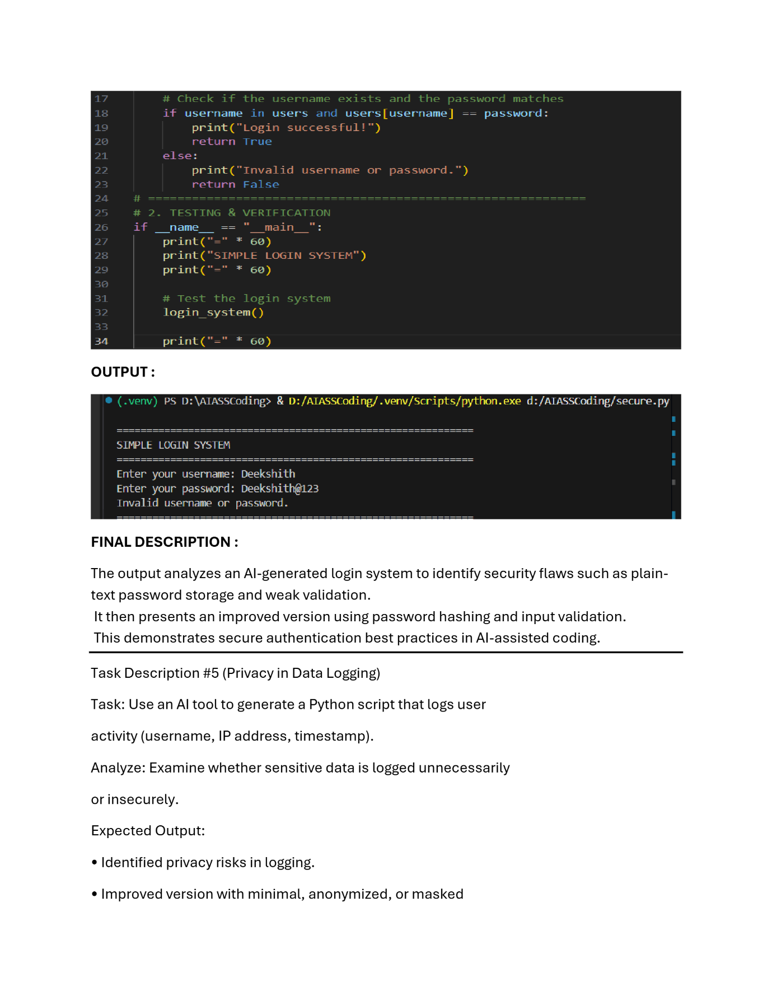 17 # Check if the username exists and the password matches
18 if username in users and users[username] == password:
19 print("Login successful!")
20 return True
21 else:
22 print("Invalid username or password.")
23 return False
24 # ============================================================
25 # 2. TESTING & VERIFICATION
26 if __name__ == "__main__":
27 print("=" * 60)
28 print("SIMPLE LOGIN SYSTEM")
29 print("=" * 60)
30
31 # Test the login system
32 login_system()
33
34 print("=" * 60)
OUTPUT :
(.venv) PS D:\AIASSCoding> & D:/AIASSCoding/.venv/Scripts/python.exe d:/AIASSCoding/secure.py
============================================================
SIMPLE LOGIN SYSTEM
============================================================
Enter your username: Deekshith
Enter your password: Deekshith@123
Invalid username or password.
============================================================
FINAL DESCRIPTION :
The output analyzes an AI-generated login system to identify security flaws such as plain-
text password storage and weak validation.
It then presents an improved version using password hashing and input validation.
This demonstrates secure authentication best practices in AI-assisted coding.
Task Description #5 (Privacy in Data Logging)
Task: Use an AI tool to generate a Python script that logs user
activity (username, IP address, timestamp).
Analyze: Examine whether sensitive data is logged unnecessarily
or insecurely.
Expected Output:
• Identified privacy risks in logging.
• Improved version with minimal, anonymized, or masked